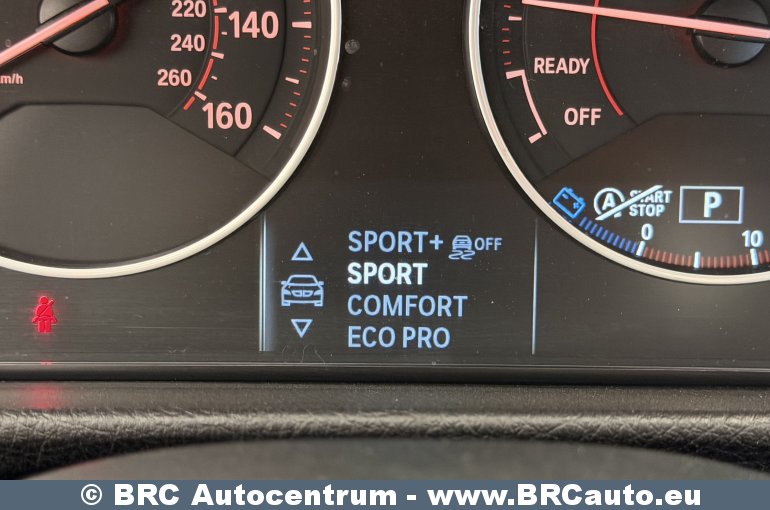 220
140
240
km/h
260
160
READY
OFF
A START STOP
P
0
10
SPORT+ OFF
SPORT
COMFORT
ECO PRO
© BRC Autocentrum - www.BRCauto.eu